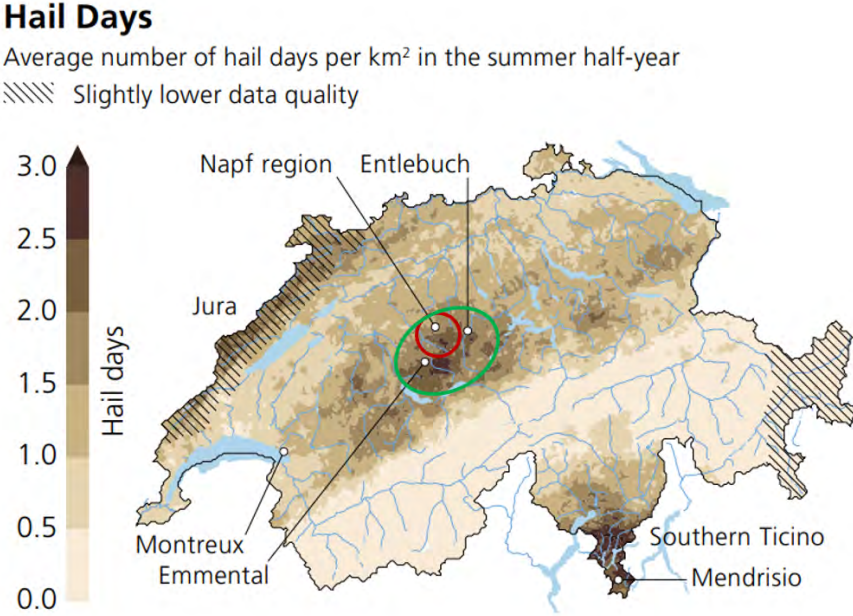 Hail Days
Average number of hail days per km² in the summer half-year
Slightly lower data quality
3.0
2.5
2.0
1.5
1.0
0.5
0.0
Hail days
Napf region
Entlebuch
Jura
Montreux
Emmental
Southern Ticino
Mendrisio